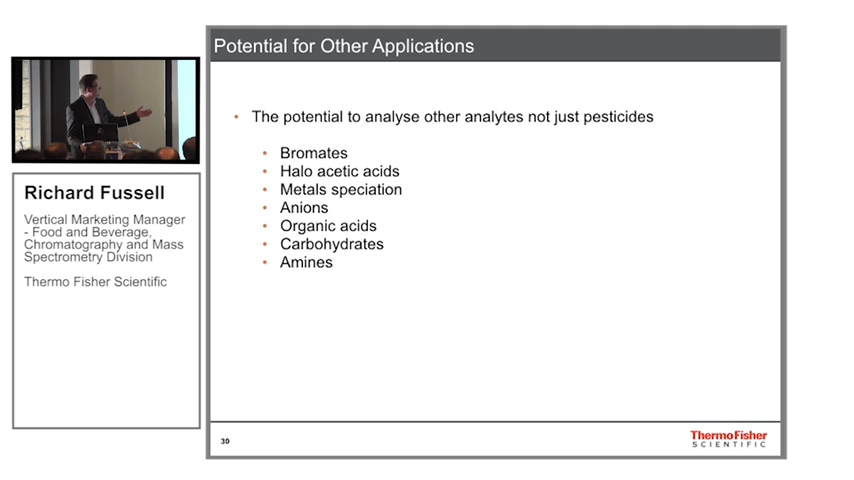 Potential for Other Applications
• The potential to analyse other analytes not just pesticides
• Bromates
• Halo acetic acids
• Metals speciation
• Anions
• Organic acids
• Carbohydrates
• Amines
Richard Fussell
Vertical Marketing Manager
- Food and Beverage,
Chromatography and Mass
Spectrometry Division
Thermo Fisher Scientific
30
ThermoFisher
SCIENTIFIC